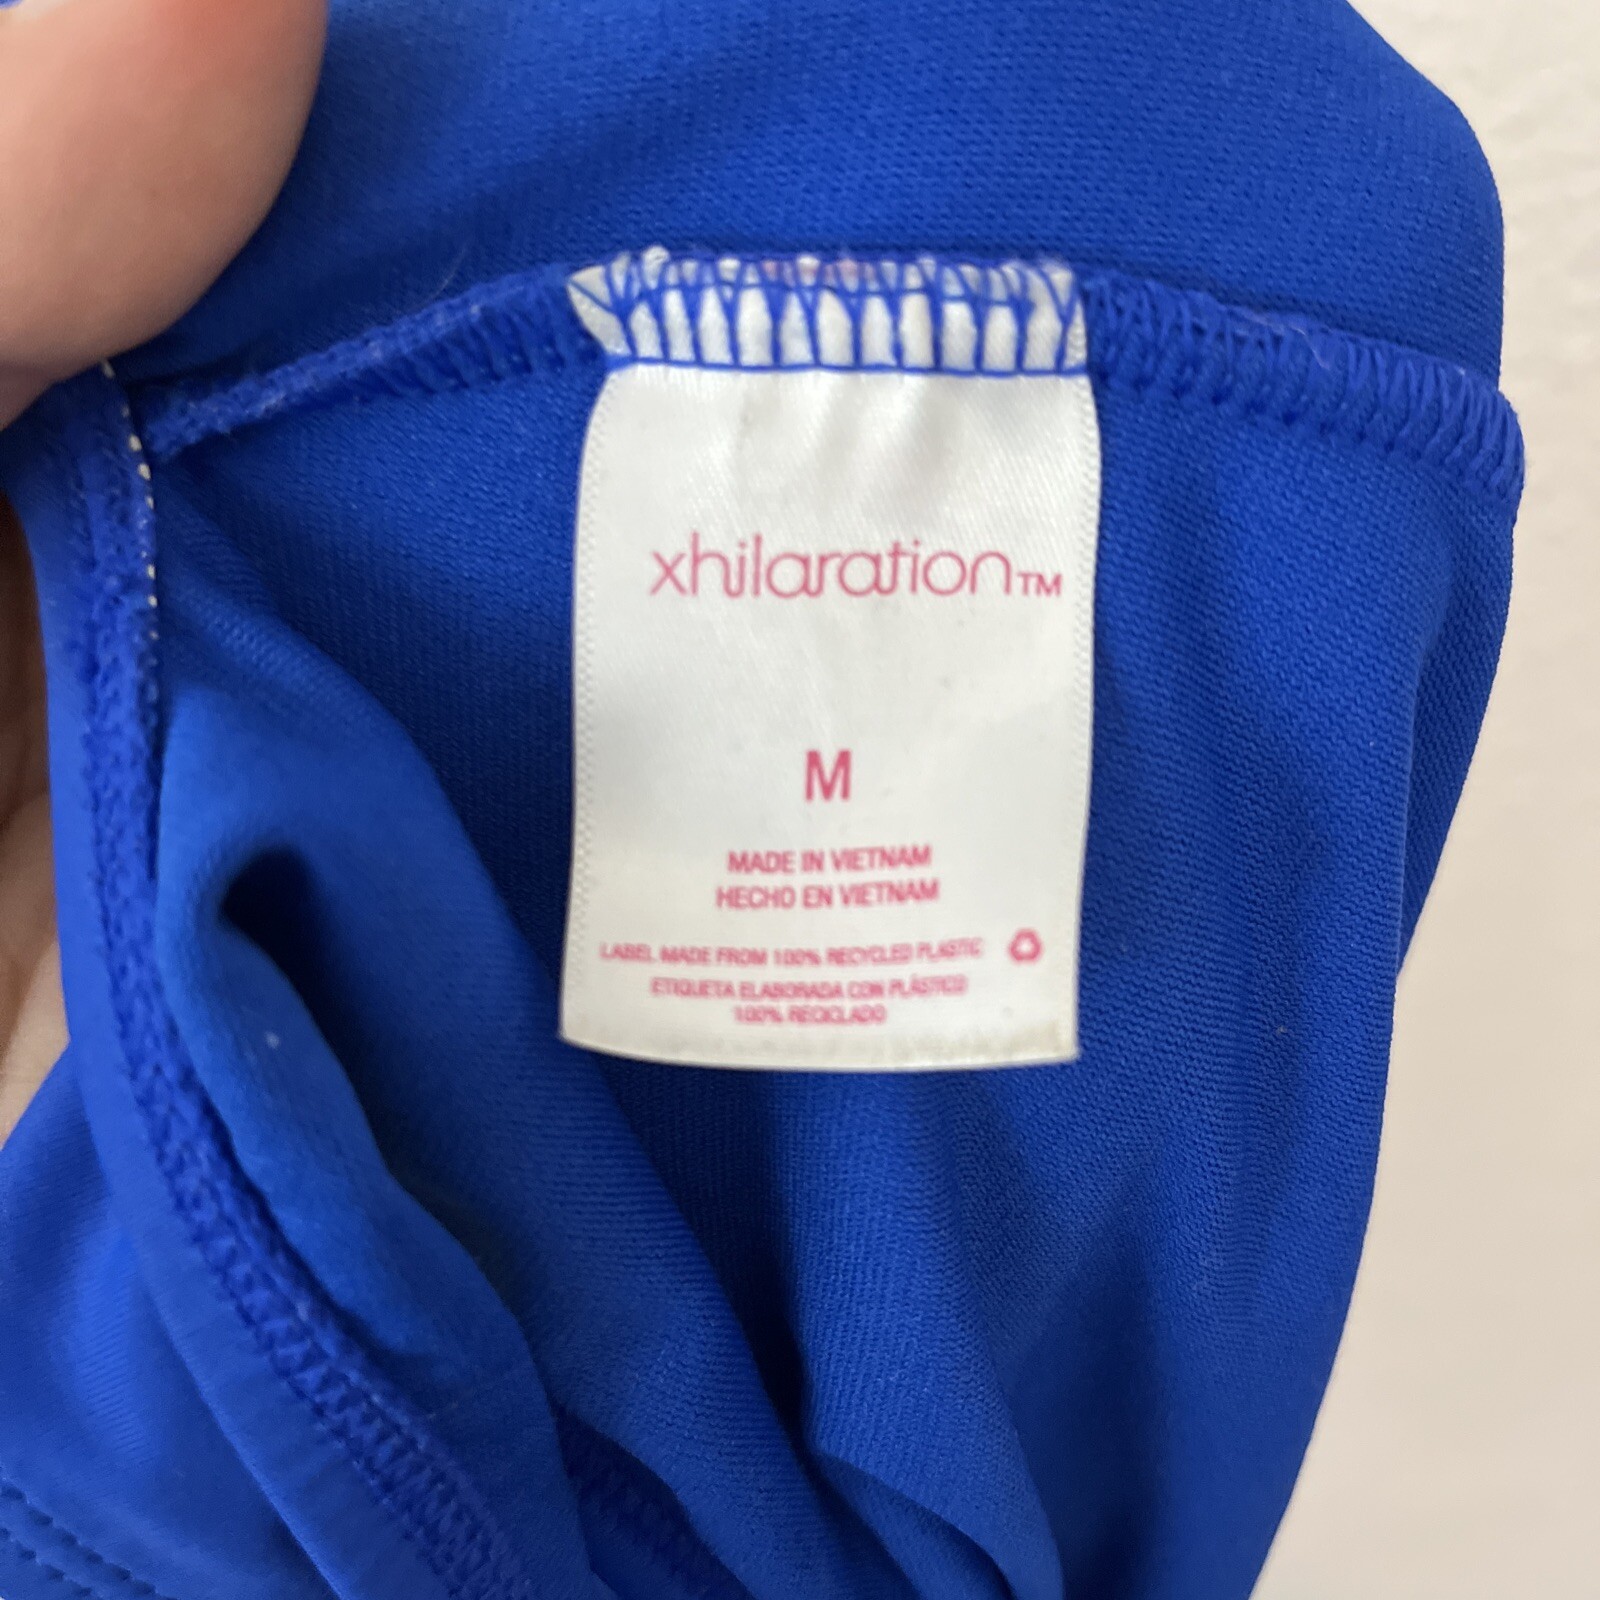 xhilaration™
M
MADE IN VIETNAM
HECHO EN VIETNAM
LABEL MADE FROM 100% RECYCLED PLASTIC
ETIQUETA ELABORADA CON PLÁSTICO
100% RECICLADO